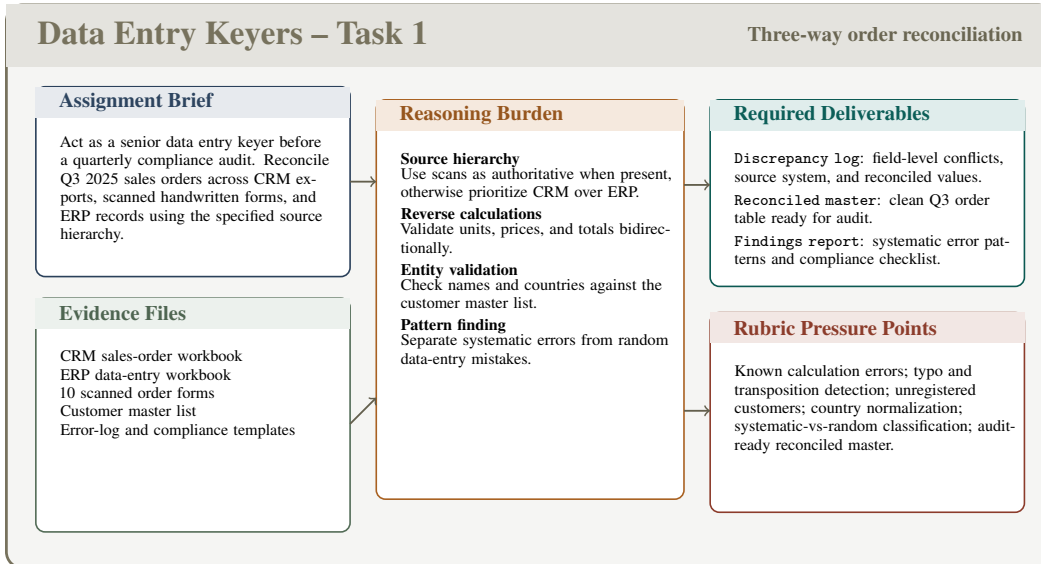 Data Entry Keyers – Task 1
Three-way order reconciliation
Assignment Brief
Act as a senior data entry keyer before
a quarterly compliance audit. Reconcile
Q3 2025 sales orders across CRM ex-
ports, scanned handwritten forms, and
ERP records using the specified source
hierarchy.
Evidence Files
CRM sales-order workbook
ERP data-entry workbook
10 scanned order forms
Customer master list
Error-log and compliance templates
Reasoning Burden
Source hierarchy
Use scans as authoritative when present,
otherwise prioritize CRM over ERP.
Reverse calculations
Validate units, prices, and totals bidirec-
tionally.
Entity validation
Check names and countries against the
customer master list.
Pattern finding
Separate systematic errors from random
data-entry mistakes.
Required Deliverables
Discrepancy log: field-level conflicts,
source system, and reconciled values.
Reconciled master: clean Q3 order
table ready for audit.
Findings report: systematic error pat-
terns and compliance checklist.
Rubric Pressure Points
Known calculation errors; typo and
transposition detection; unregistered
customers; country normalization;
systematic-vs-random classification; audit-
ready reconciled master.